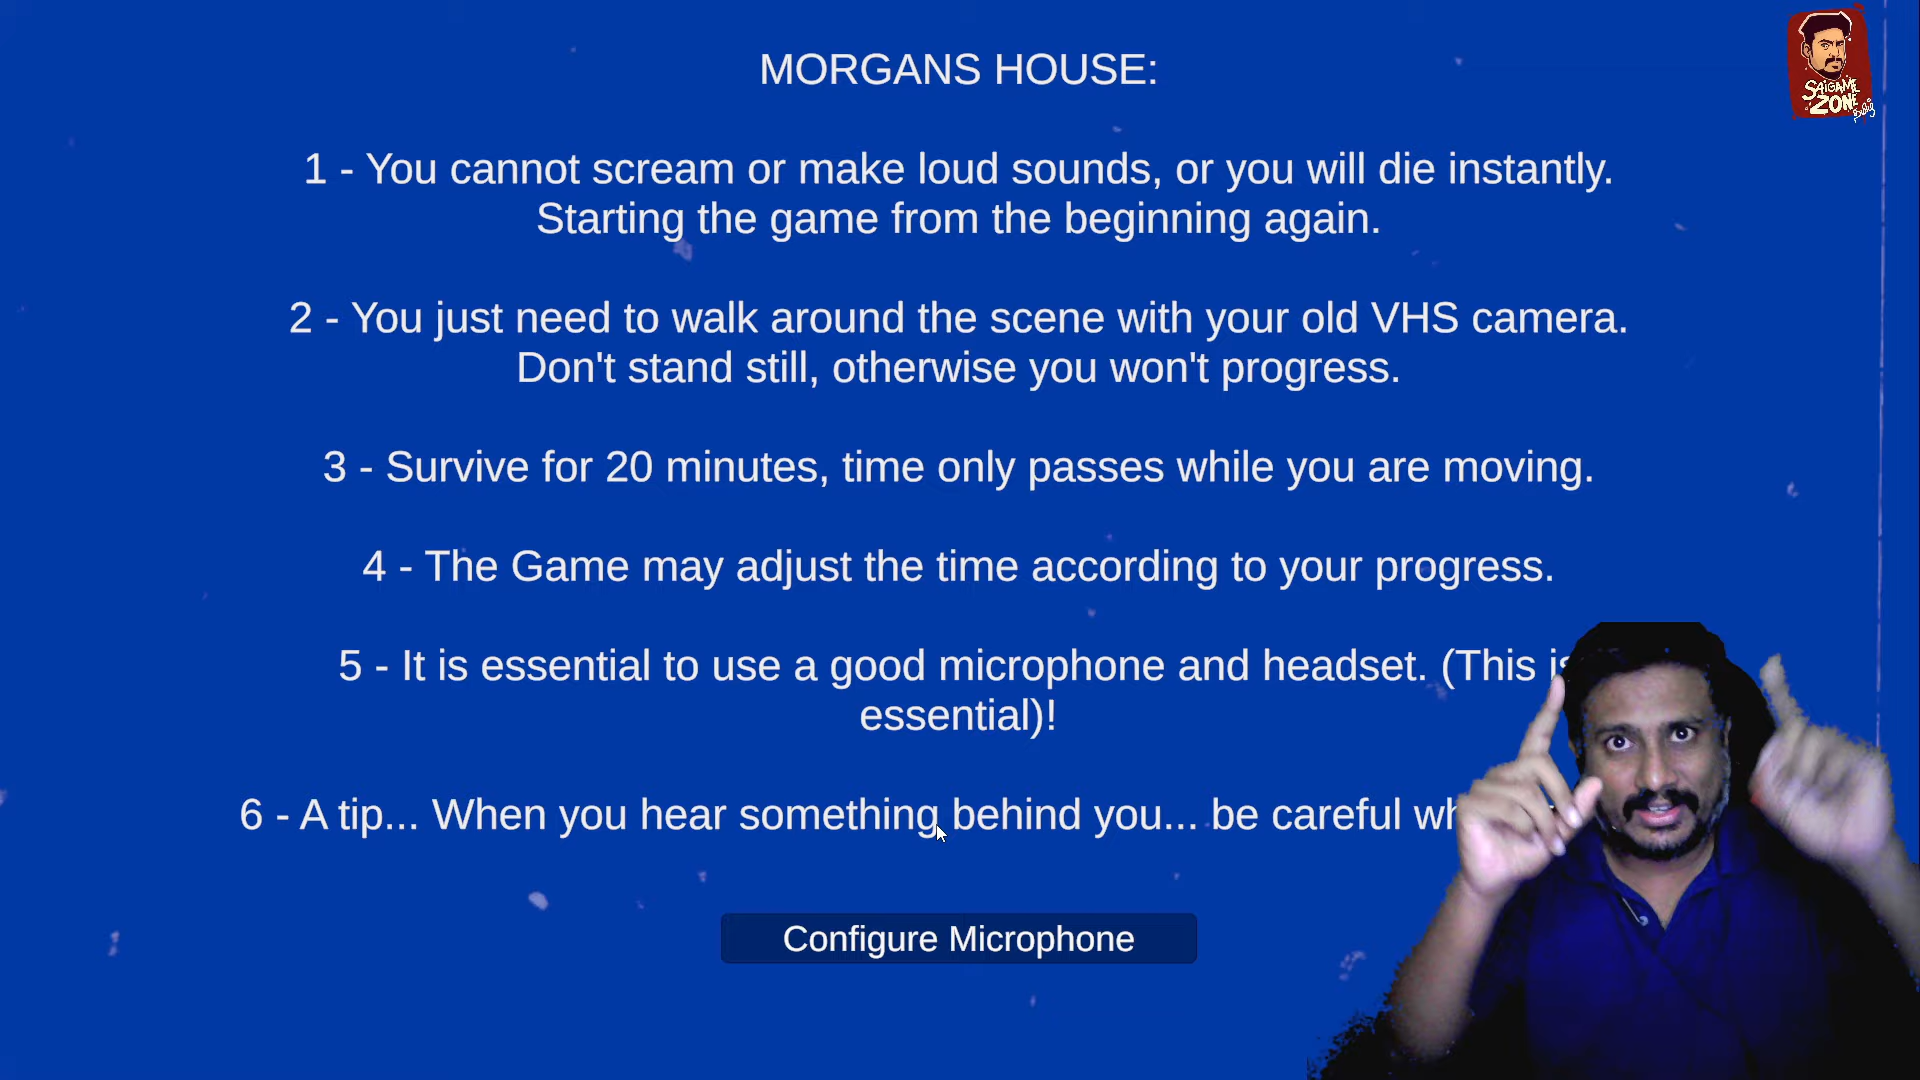 SAIGAME
ZONE
தமிழ்
MORGANS HOUSE:
1 - You cannot scream or make loud sounds, or you will die instantly.
Starting the game from the beginning again.
2 - You just need to walk around the scene with your old VHS camera.
Don't stand still, otherwise you won't progress.
3 - Survive for 20 minutes, time only passes while you are moving.
4 - The Game may adjust the time according to your progress.
5 - It is essential to use a good microphone and headset. (This is
essential)!
6 - A tip... When you hear something behind you... be careful
Configure Microphone